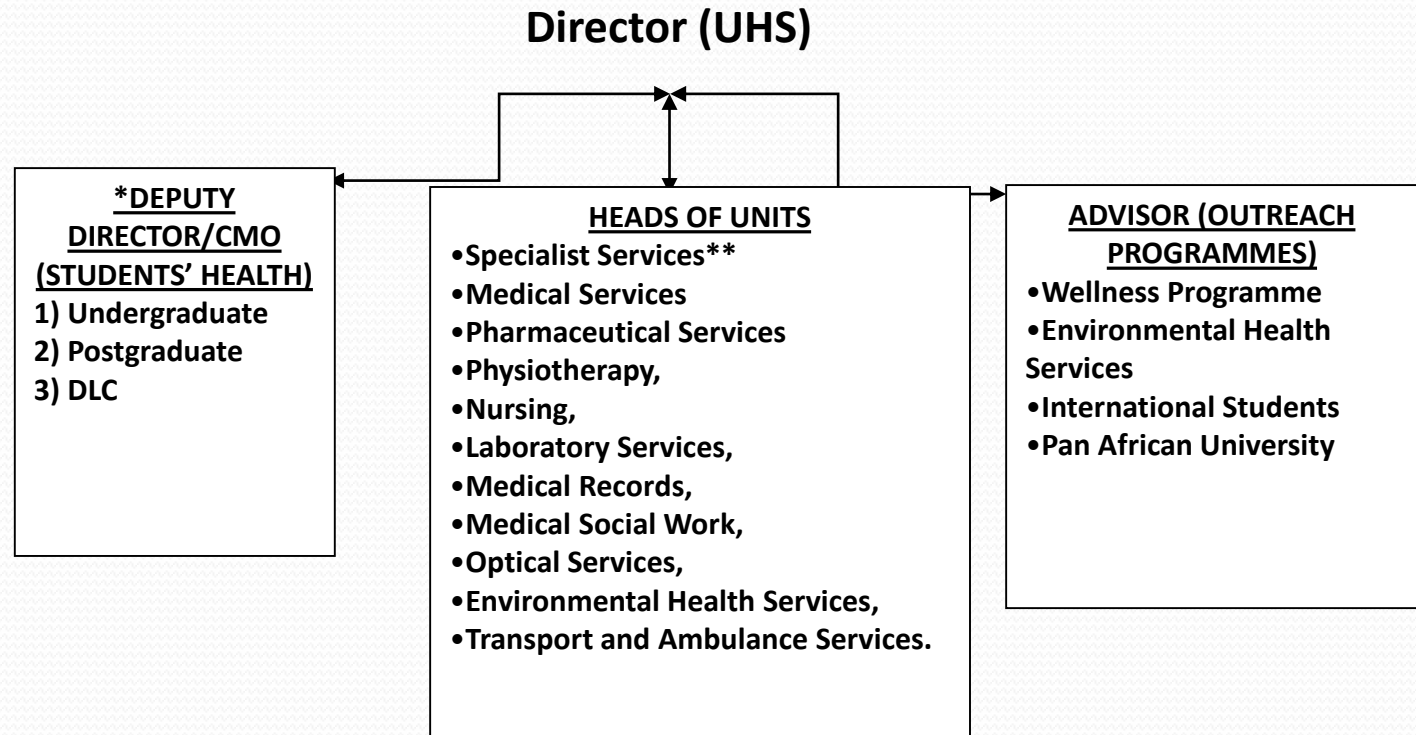 Director (UHS)
*DEPUTY
DIRECTOR/CMO
(STUDENTS’ HEALTH)
1) Undergraduate
2) Postgraduate
3) DLC
HEADS OF UNITS
•Specialist Services**
•Medical Services
•Pharmaceutical Services
•Physiotherapy,
•Nursing,
•Laboratory Services,
•Medical Records,
•Medical Social Work,
•Optical Services,
•Environmental Health Services,
•Transport and Ambulance Services.
ADVISOR (OUTREACH
PROGRAMMES)
•Wellness Programme
•Environmental Health
Services
•International Students
•Pan African University